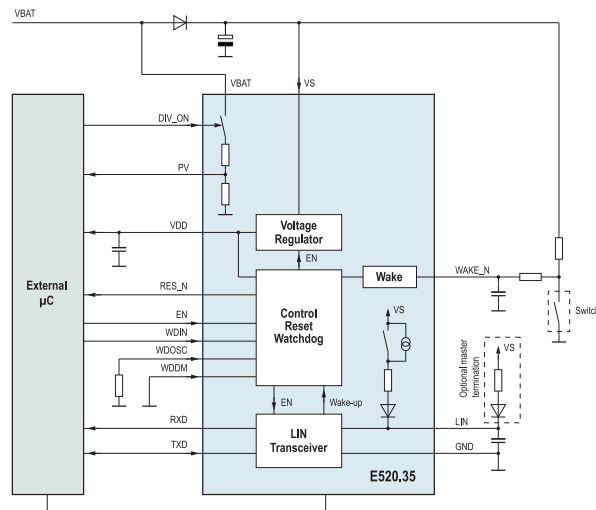 VBAT
VBAT
VS
DIV_ON
PV
VDD
Voltage
Regulator
EN
External
µC
RES_N
EN
WDIN
WDOSC
WDDM
Control
Reset
Watchdog
Wake
WAKE_N
Switch
VS
VS
Optional master
termination
EN
Wake-up
RXD
TXD
LIN
Transceiver
LIN
GND
E520.35